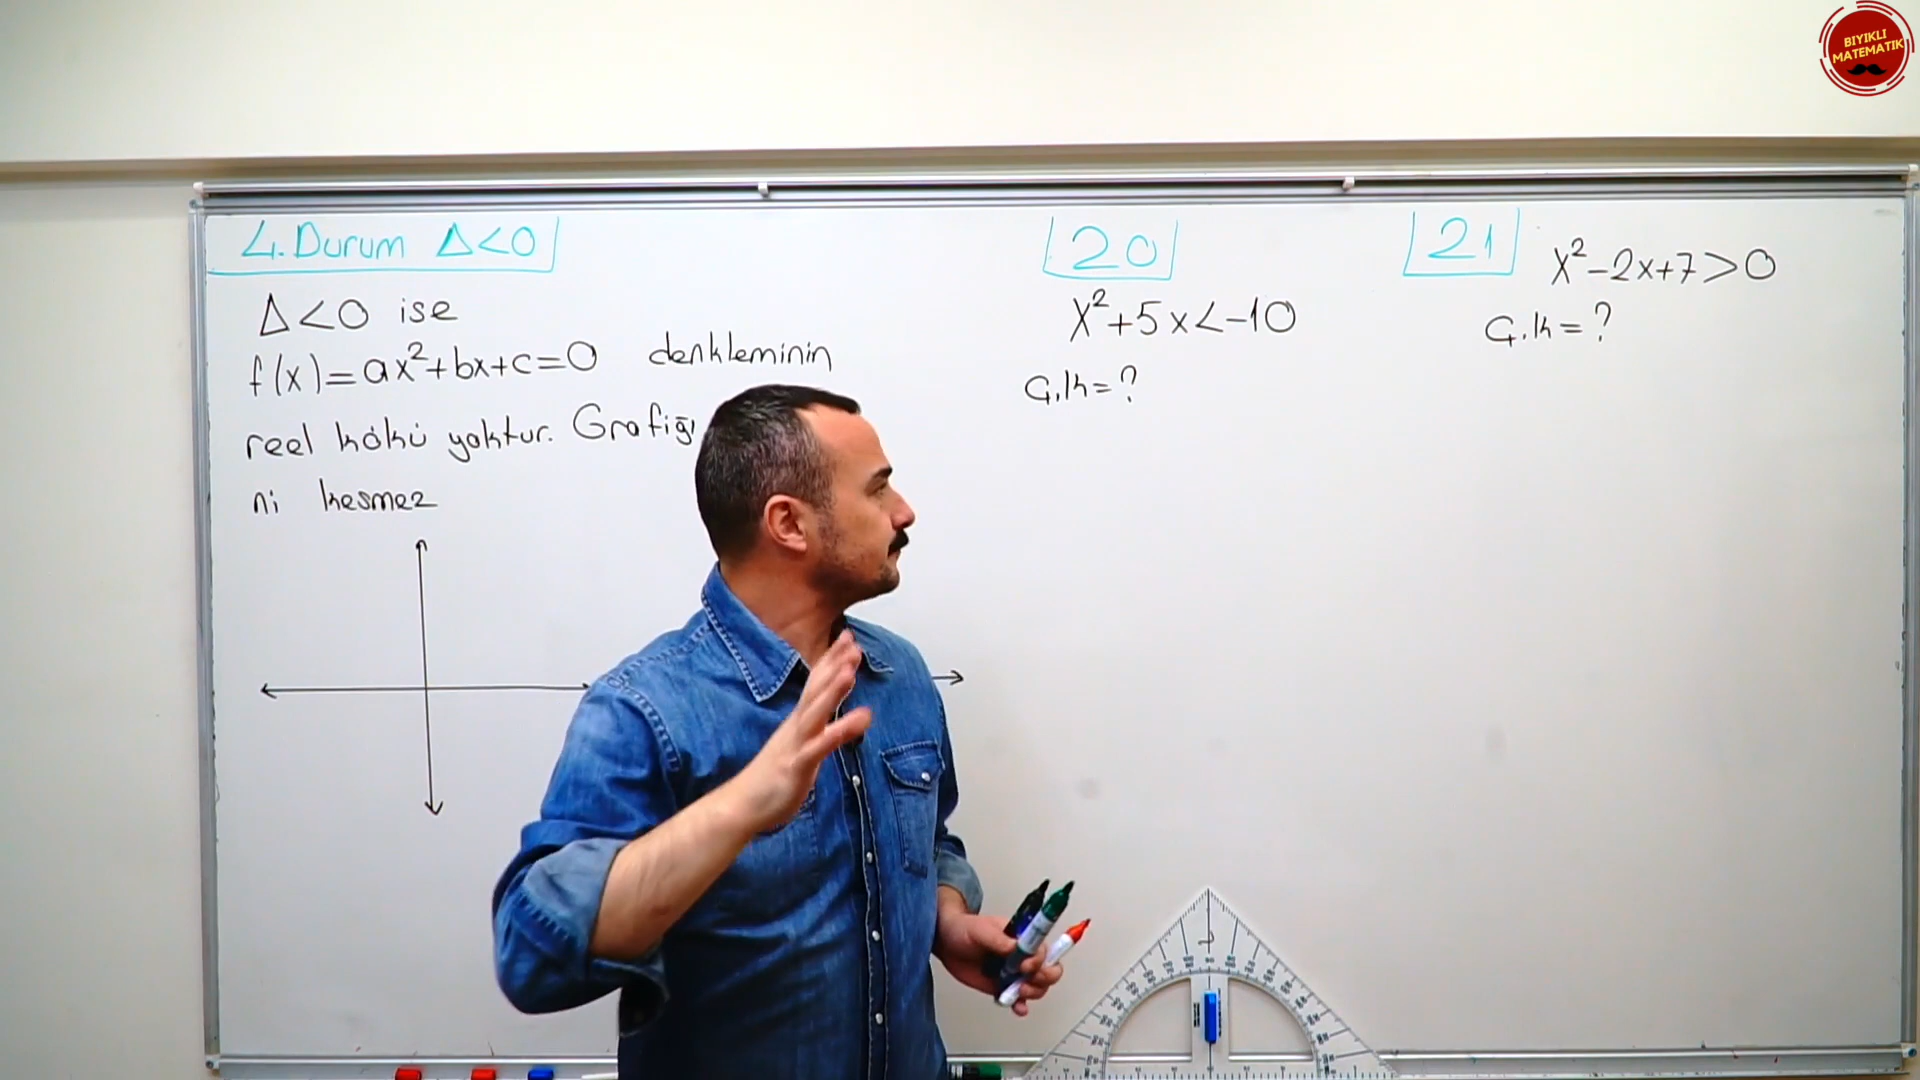 BIYIKLI
MATEMATIK
4. Durum Δ<0
Δ<0 ise
f(x)=ax²+bx+c=0 denkleminin
reel kökü yoktur. Grafiği
ni kesmez
20
x²+5x<-10
Ç.k=?
21
x²-2x+7>0
Ç.k=?